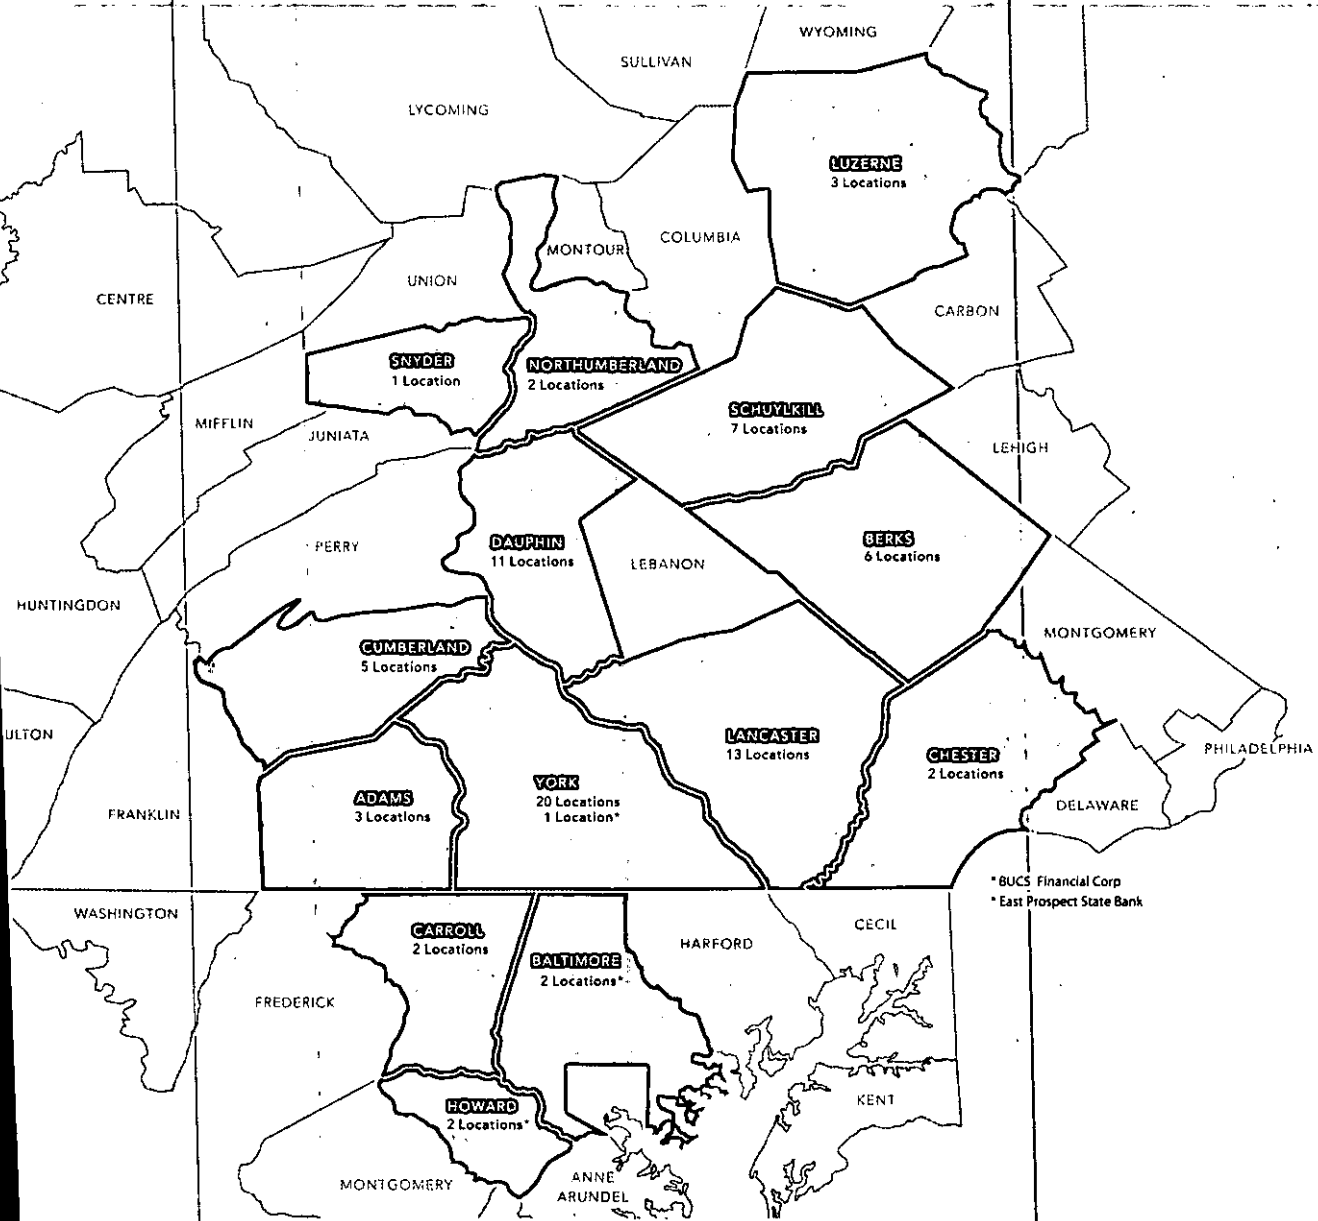 WYOMING
SULLIVAN
LYCOMING
LUZERNE
3 Locations
COLUMBIA
MONTOUR
UNION
CENTRE
CARBON
SNYDER
1 Location
NORTHUMBERLAND
2 Locations
SCHUYLKILL
7 Locations
MIFFLIN
JUNIATA
LEHIGH
DAUPHIN
11 Locations
BERKS
6 Locations
PERRY
LEBANON
HUNTINGDON
MONTGOMERY
CUMBERLAND
5 Locations
ULTON
LANCASTER
13 Locations
CHESTER
2 Locations
PHILADELPHIA
YORK
20 Locations
1 Location*
ADAMS
3 Locations
DELAWARE
FRANKLIN
* BUCS Financial Corp
* East Prospect State Bank
WASHINGTON
CARROLL
2 Locations
HARFORD
CECIL
BALTIMORE
2 Locations*
FREDERICK
HOWARD
2 Locations*
KENT
MONTGOMERY
ANNE
ARUNDEL